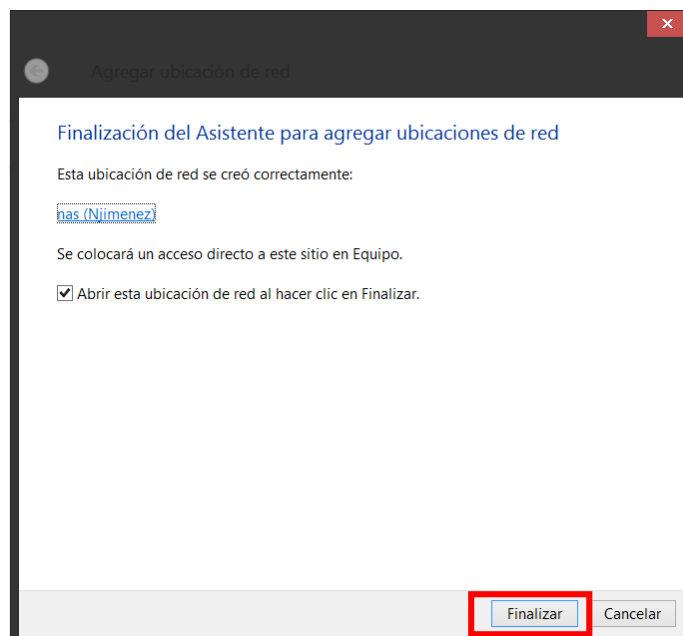 Agregar ubicación de red
Finalización del Asistente para agregar ubicaciones de red
Esta ubicación de red se creó correctamente:
nas (Njimenez)
Se colocará un acceso directo a este sitio en Equipo.
Abrir esta ubicación de red al hacer clic en Finalizar.
Finalizar Cancelar